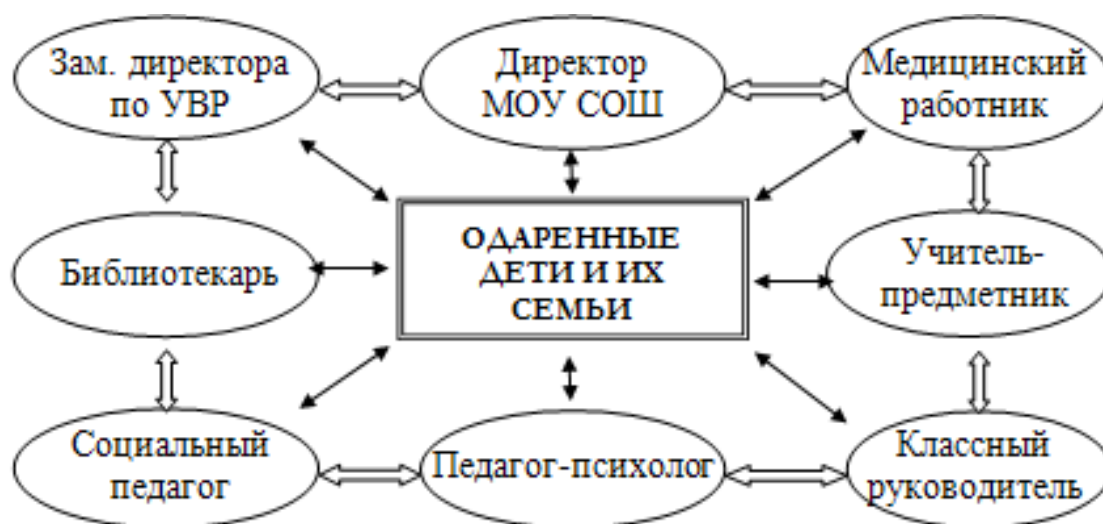 Зам. директора
по УВР
Директор
МОУ СОШ
Медицинский
работник
Библиотекарь
ОДАРЕННЫЕ
ДЕТИ И ИХ
СЕМЬИ
Учитель-
предметник
Социальный
педагог
Педагог-психолог
Классный
руководитель